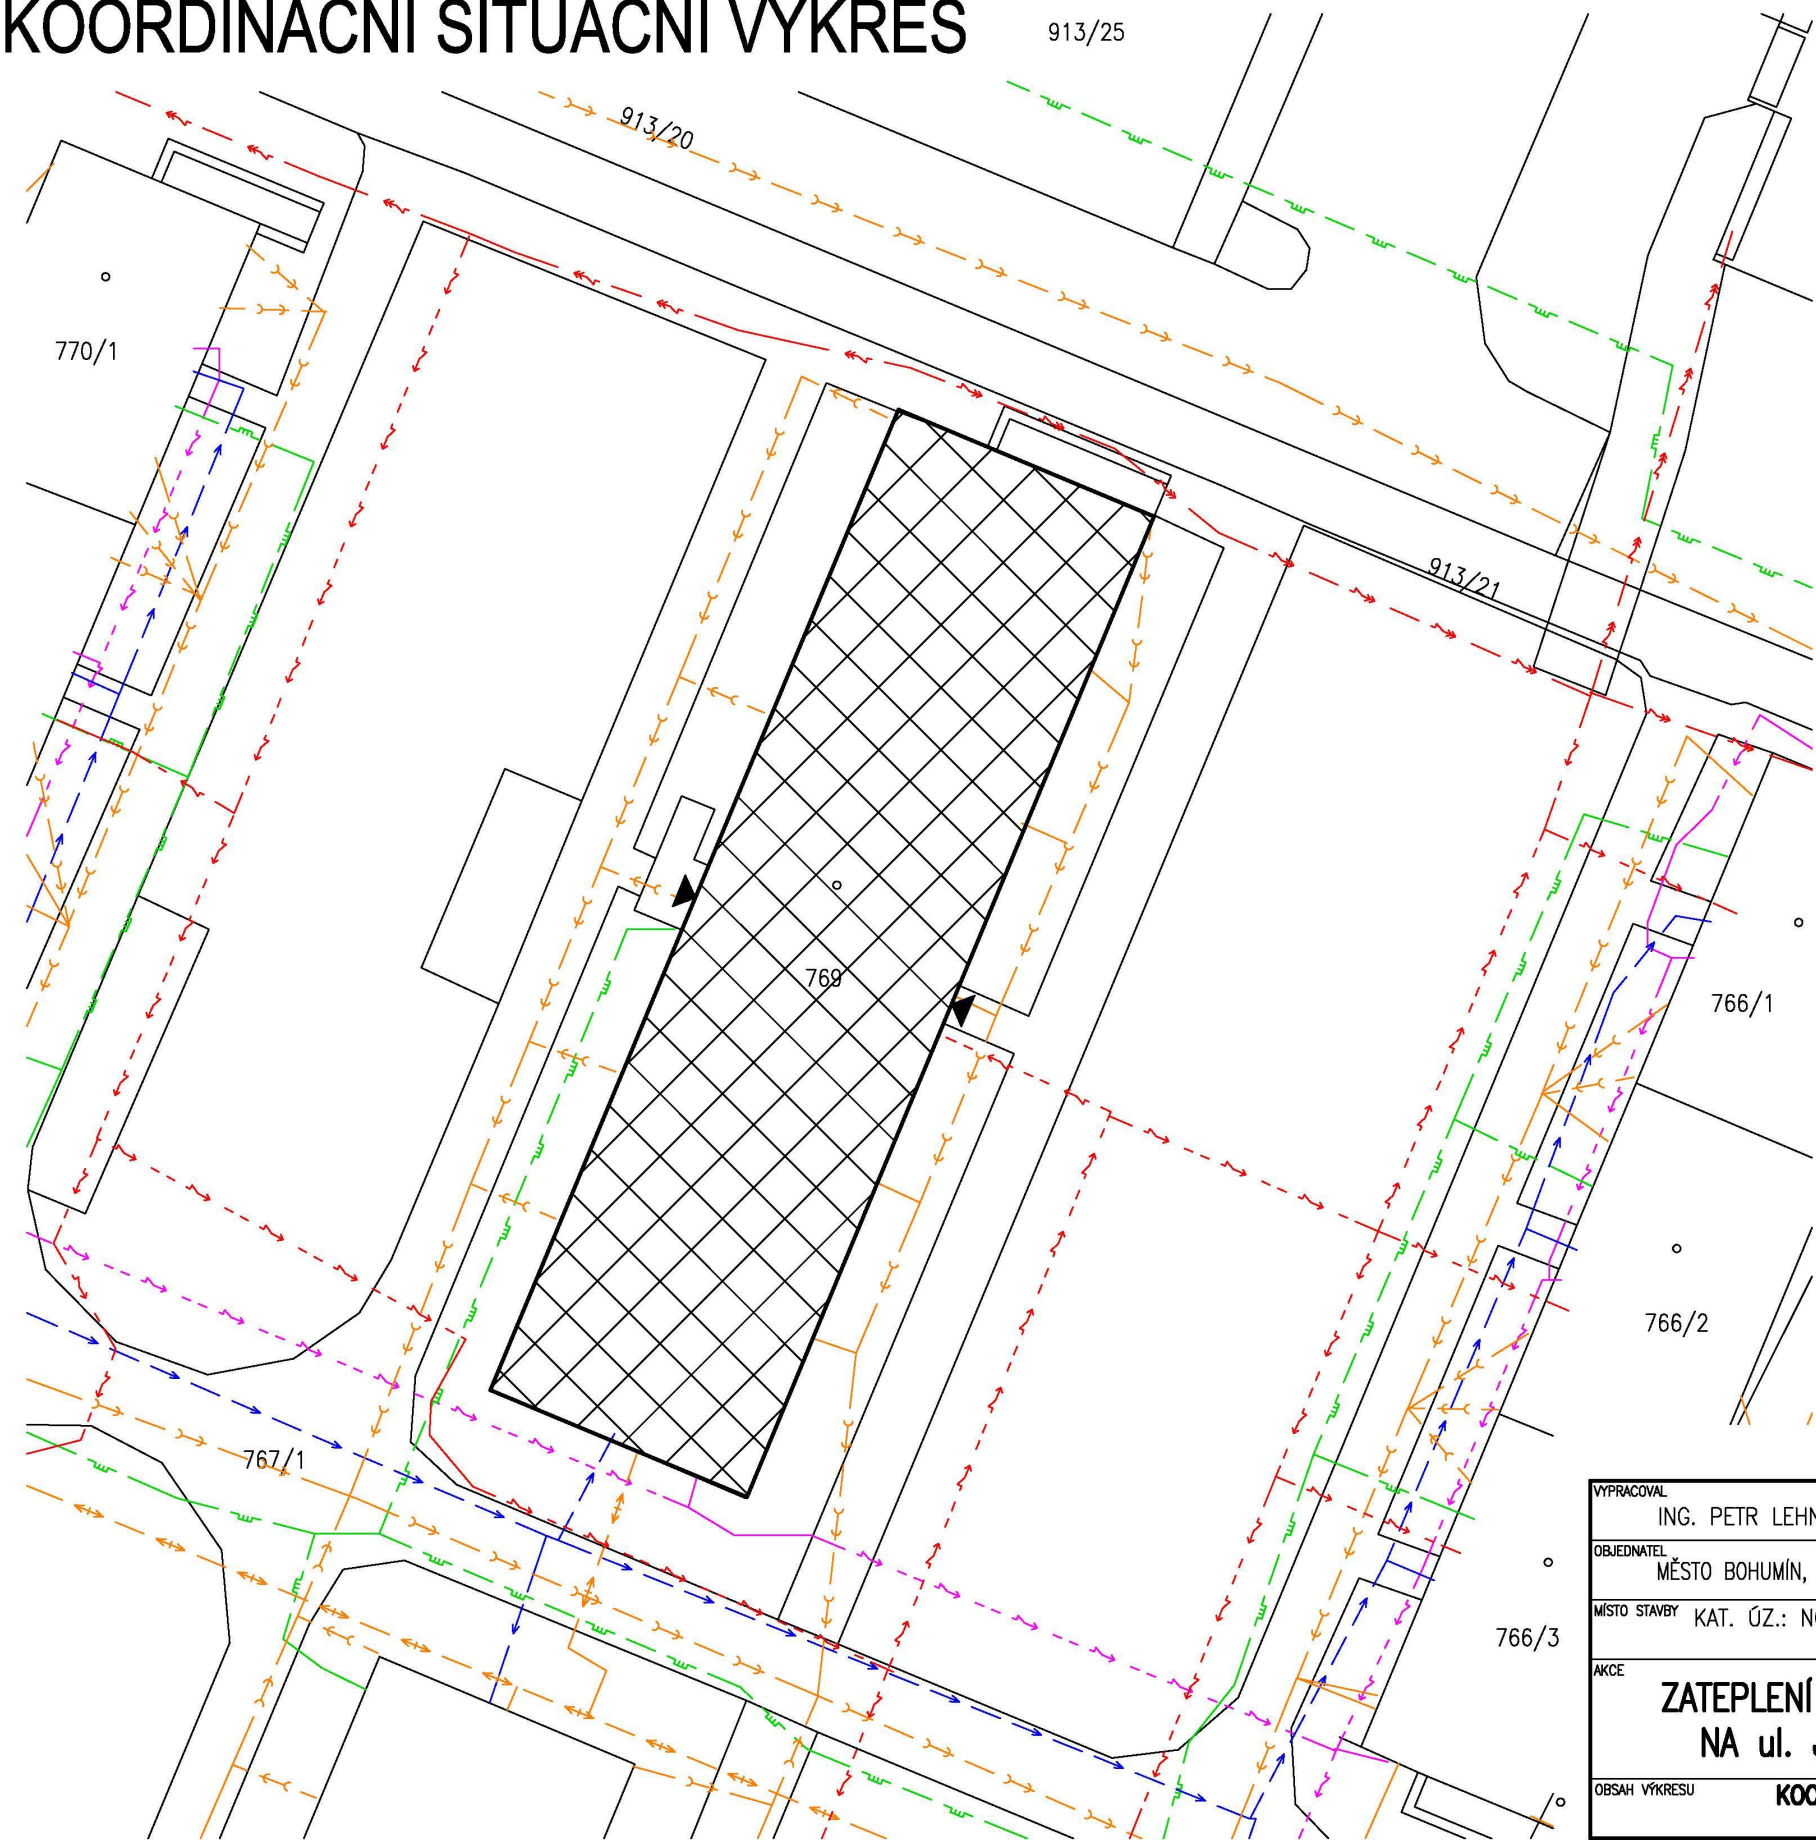 KOORDINAČNÍ SITUAČNÍ VÝKRES
913/25
913/20
770/1
913/21
769
766/1
766/2
767/1
766/3
VYPRACOVAL
ING. PETR LEHN
OBJEDNATEL
MĚSTO BOHUMÍN,
MÍSTO STAVBY KAT. ÚZ.: NO
AKCE
ZATEPLENÍ
NA ul.
OBSAH VÝKRESU KOO